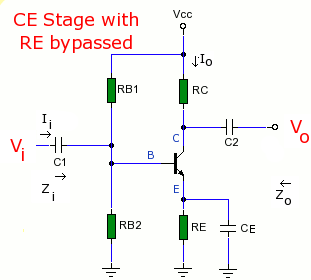 CE Stage with
RE bypassed
Vcc
Io
RB1
RC
Ii
Vi
C1
C
C2
Vo
B
Zi
E
Zo
RB2
RE
CE